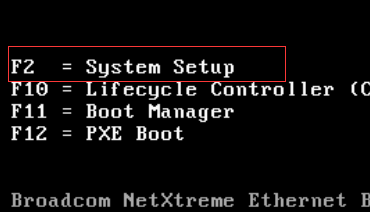 F2 = System Setup
F10 = Lifecycle Controller (
F11 = Boot Manager
F12 = PXE Boot
Broadcom NetXtreme Ethernet